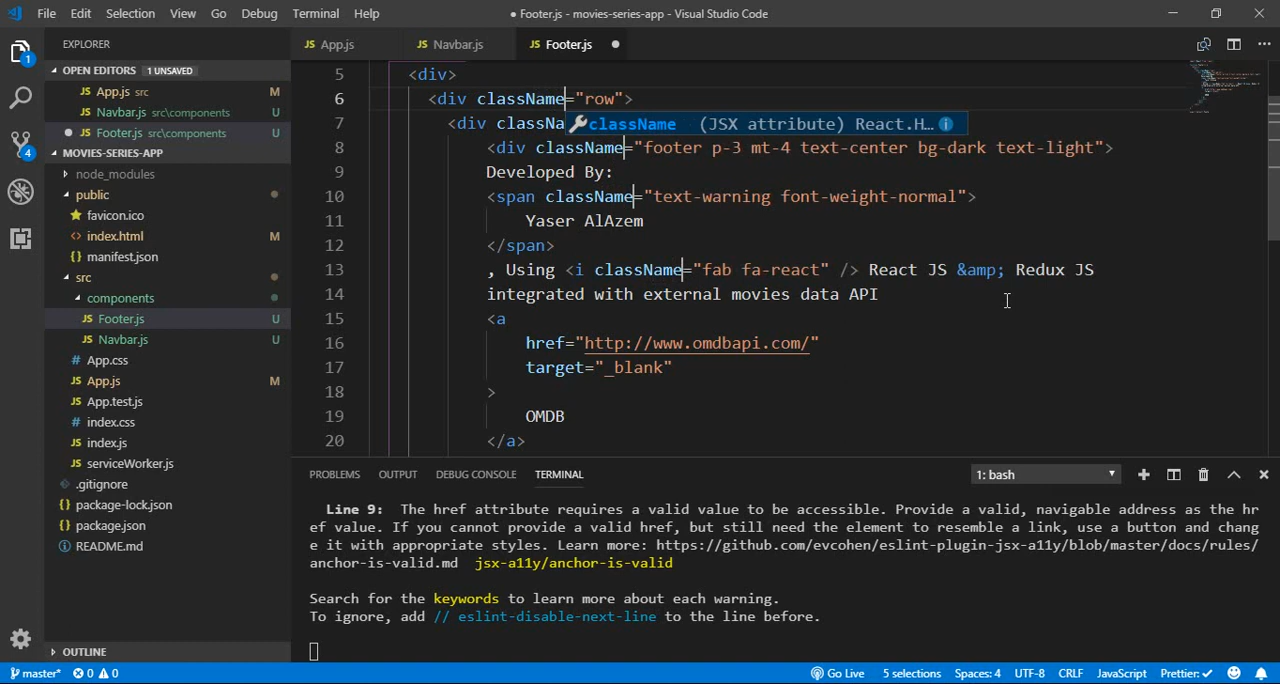 File Edit Selection View Go Debug Terminal Help ● Footer.js - movies-series-app - Visual Studio Code
EXPLORER
JS App.js JS Navbar.js JS Footer.js ●
OPEN EDITORS 1 UNSAVED
JS App.js src M
JS Navbar.js src\components U
● JS Footer.js src\components U
MOVIES-SERIES-APP
node_modules
public
favicon.ico
<> index.html M
{} manifest.json
src
components
JS Footer.js U
JS Navbar.js U
# App.css
JS App.js M
JS App.test.js
# index.css
JS index.js
JS serviceWorker.js
.gitignore
{} package-lock.json
{} package.json
README.md
OUTLINE
1
4
5 <div>
6 <div className="row">
7 <div classNa
className (JSX attribute) React.H...
8 <div className="footer p-3 mt-4 text-center bg-dark text-light">
9 Developed By:
10 <span className="text-warning font-weight-normal">
11 Yaser AlAzem
12 </span>
13 , Using <i className="fab fa-react" /> React JS &amp; Redux JS
14 integrated with external movies data API
15 <a
16 href="http://www.omdbapi.com/"
17 target="_blank"
18 >
19 OMDB
20 </a>
PROBLEMS OUTPUT DEBUG CONSOLE TERMINAL 1: bash
Line 9: The href attribute requires a valid value to be accessible. Provide a valid, navigable address as the hr
ef value. If you cannot provide a valid href, but still need the element to resemble a link, use a button and chang
e it with appropriate styles. Learn more: https://github.com/evcohen/eslint-plugin-jsx-a11y/blob/master/docs/rules/
anchor-is-valid.md jsx-a11y/anchor-is-valid
Search for the keywords to learn more about each warning.
To ignore, add // eslint-disable-next-line to the line before.
master* 0 0 Go Live 5 selections Spaces: 4 UTF-8 CRLF JavaScript Prettier: ✓